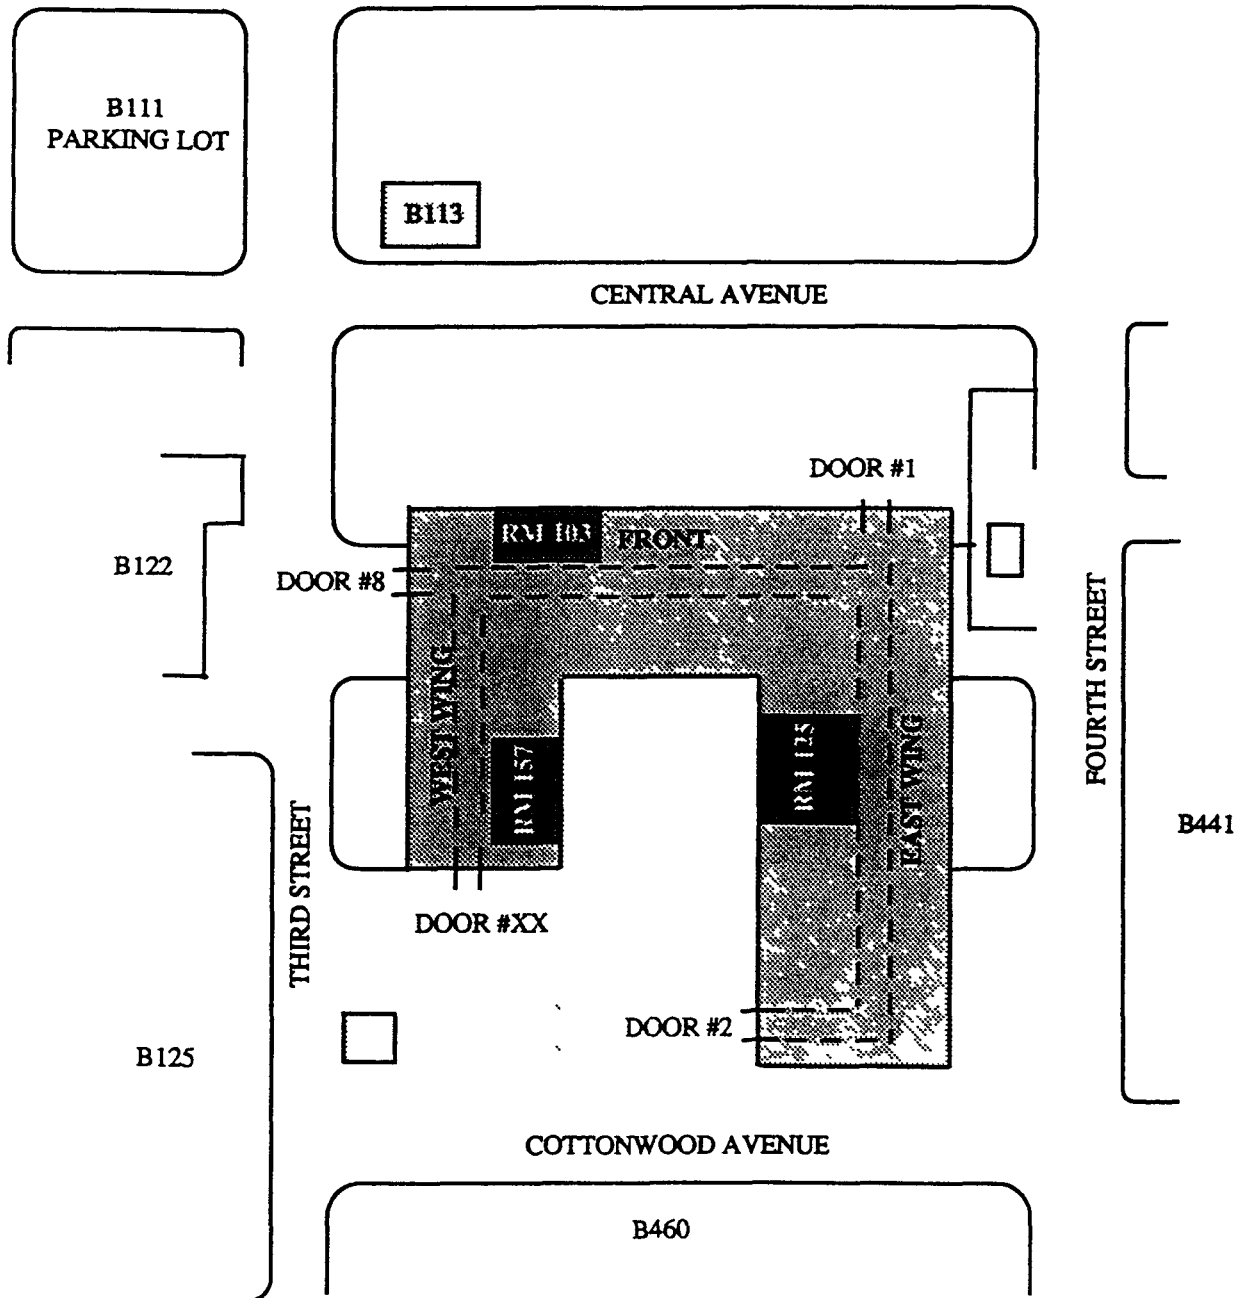 B111
PARKING LOT
B113
CENTRAL AVENUE
DOOR #1
RM 103
FRONT
B122
DOOR #8
WEST WING
RM 157
RM 125
EAST WING
FOURTH STREET
B441
THIRD STREET
DOOR #XX
DOOR #2
B125
COTTONWOOD AVENUE
B460